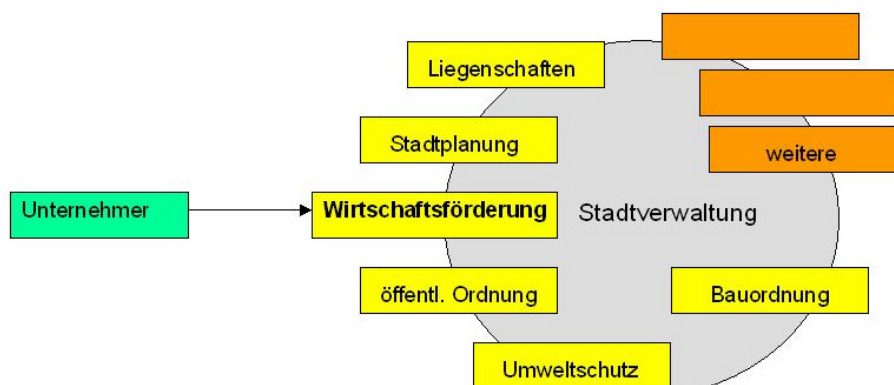 Liegenschaften
Stadtplanung
weitere
Unternehmer
Wirtschaftsförderung
Stadtverwaltung
öffentl. Ordnung
Bauordnung
Umweltschutz